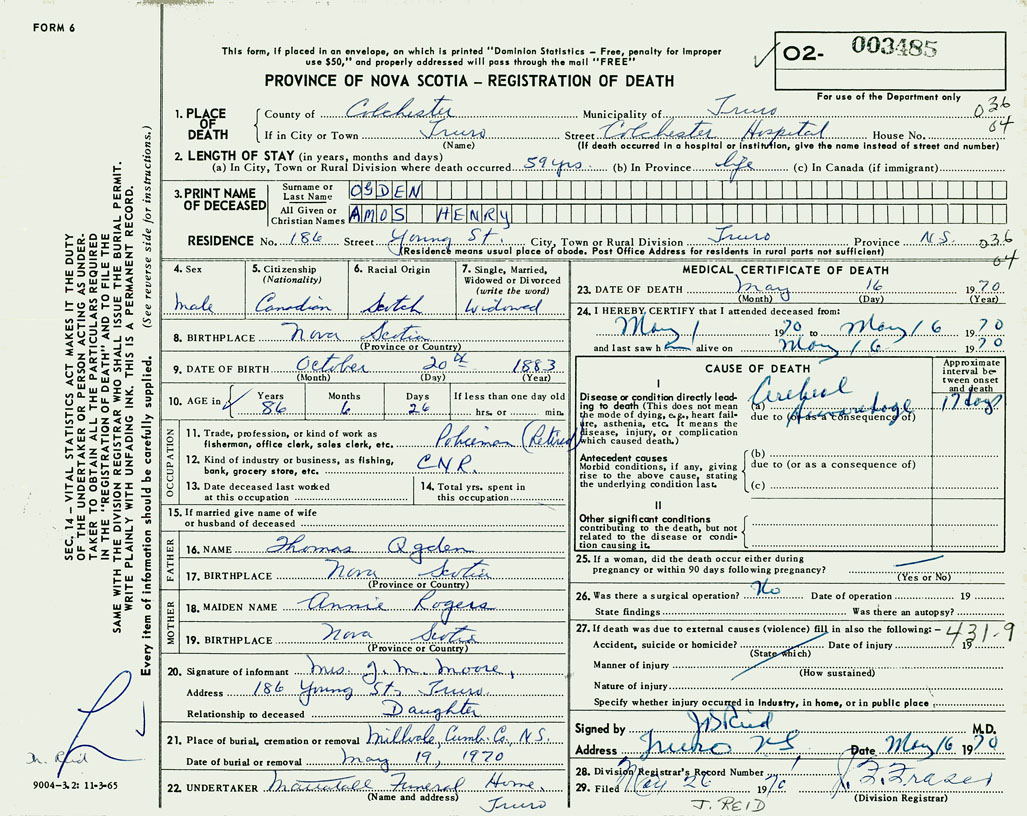 FORM 6
This form, if placed in an envelope, on which is printed "Dominion Statistics – Free, penalty for improper
use $50," and properly addressed will pass through the mail "FREE"
PROVINCE OF NOVA SCOTIA – REGISTRATION OF DEATH
O2- 003485
For use of the Department only
SEC. 14 – VITAL STATISTICS ACT MAKES IT THE DUTY
OF THE UNDERTAKER OR PERSON ACTING AS UNDER-
TAKER TO OBTAIN ALL THE PARTICULARS REQUIRED
IN THE "REGISTRATION OF DEATH" AND TO FILE THE
SAME WITH THE DIVISION REGISTRAR WHO SHALL ISSUE THE BURIAL PERMIT.
WRITE PLAINLY WITH UNFADING INK. THIS IS A PERMANENT RECORD.
Every item of information should be carefully supplied. (See reverse side for instructions.)
1. PLACE OF DEATH
County of Colchester Municipality of Truro 036
If in City or Town Truro Street Colchester Hospital House No. 04
(Name) (If death occurred in a hospital or institution, give the name instead of street and number)
2. LENGTH OF STAY (in years, months and days)
(a) In City, Town or Rural Division where death occurred 59 yrs. (b) In Province life (c) In Canada (if immigrant)
3. PRINT NAME OF DECEASED
Surname or Last Name OGDEN
All Given or Christian Names AMOS HENRY
RESIDENCE No. 186 Street Young St. City, Town or Rural Division Truro Province N.S. 036
(Residence means usual place of abode. Post Office Address for residents in rural parts not sufficient) 04
4. Sex
male
5. Citizenship (Nationality)
Canadian
6. Racial Origin
Scotch
7. Single, Married, Widowed or Divorced (write the word)
Widowed
8. BIRTHPLACE Nova Scotia
(Province or Country)
9. DATE OF BIRTH October 20th 1883
(Month) (Day) (Year)
10. AGE in Years Months Days If less than one day old
86 6 26 hrs. or min.
OCCUPATION
11. Trade, profession, or kind of work as
fisherman, office clerk, sales clerk, etc. Policeman (Retired)
12. Kind of industry or business, as fishing,
bank, grocery store, etc. C.N.R.
13. Date deceased last worked
at this occupation
14. Total yrs. spent in
this occupation
15. If married give name of wife
or husband of deceased
FATHER
16. NAME Thomas Ogden
17. BIRTHPLACE Nova Scotia
(Province or Country)
MOTHER
18. MAIDEN NAME Annie Rogers
19. BIRTHPLACE Nova Scotia
(Province or Country)
20. Signature of informant Mrs. J. M. Moore,
Address 186 Young St. Truro
Relationship to deceased Daughter
21. Place of burial, cremation or removal Millvale, Cumb. Co., N.S.
Date of burial or removal May 19, 1970
22. UNDERTAKER Mattatall Funeral Home,
(Name and address) Truro
MEDICAL CERTIFICATE OF DEATH
23. DATE OF DEATH May 16 1970
(Month) (Day) (Year)
24. I HEREBY CERTIFY that I attended deceased from:
May 1 1970 to May 16 1970
and last saw h alive on May 16 1970
CAUSE OF DEATH
Approximate interval between onset and death
I
Disease or condition directly lead-
ing to death (This does not mean
the mode of dying, e.g., heart fail-
ure, asthenia, etc. It means the
disease, injury, or complication
which caused death.)
(a) Cerebral Haemorrhage 17 days
due to (or as a consequence of)
Antecedent causes
Morbid conditions, if any, giving
rise to the above cause, stating
the underlying condition last.
(b)
due to (or as a consequence of)
(c)
II
Other significant conditions
contributing to the death, but not
related to the disease or condi-
tion causing it.
25. If a woman, did the death occur either during
pregnancy or within 90 days following pregnancy?
(Yes or No)
26. Was there a surgical operation? No Date of operation 19
State findings Was there an autopsy?
27. If death was due to external causes (violence) fill in also the following:– 431-9
Accident, suicide or homicide? Date of injury 19
(State which)
Manner of injury
(How sustained)
Nature of injury
Specify whether injury occurred in industry, in home, or in public place
Signed by J B Reid M.D.
Address Truro NS Date May 16 1970
28. Division Registrar's Record Number
29. Filed May 26 1970 J. F. Fraser
(Division Registrar)
J. REID
Reid
9004-3.2: 11-3-65